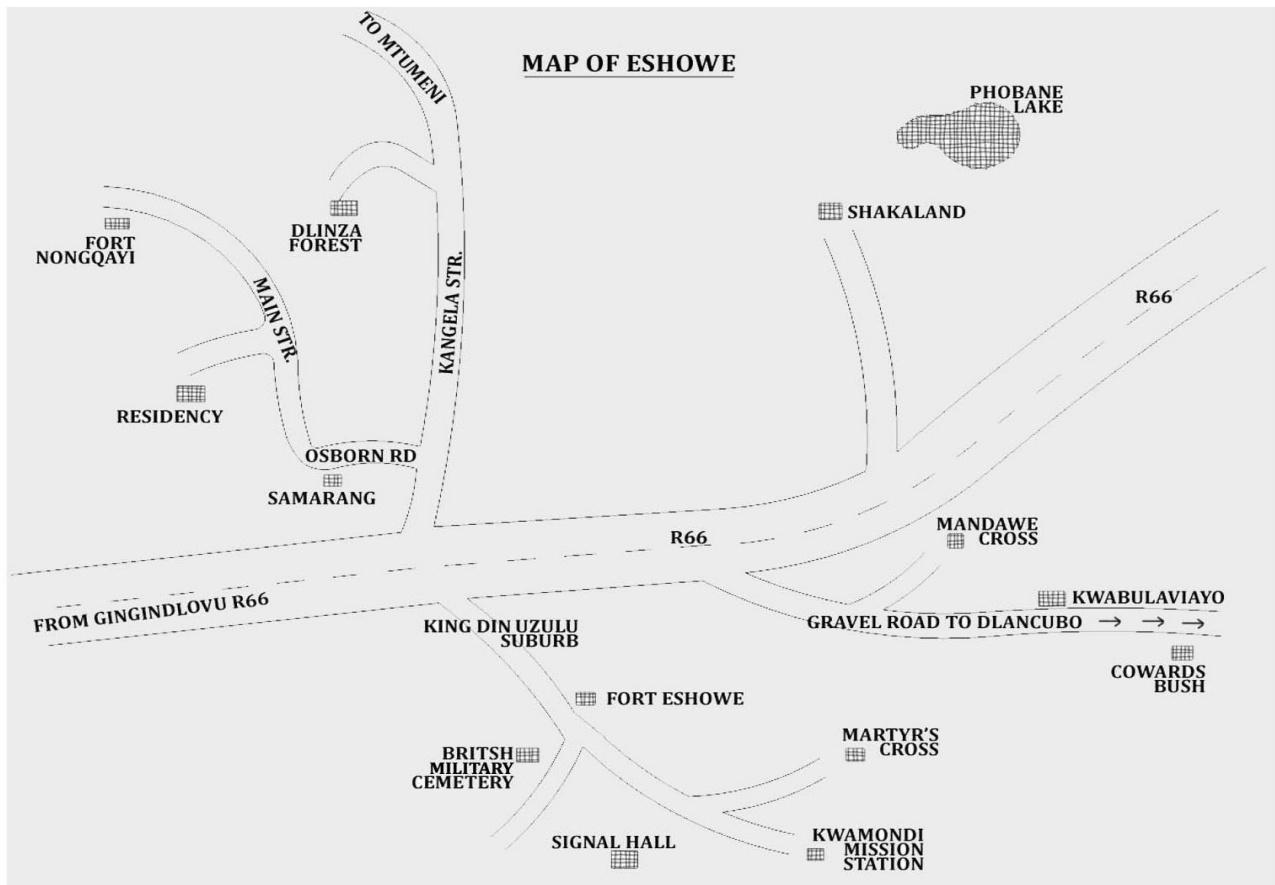 TO MTUMENI
MAP OF ESHOWE
PHOBANE
LAKE
SHAKALAND
DLINZA
FOREST
FORT
NONGQAYI
KANGELA STR.
MAIN STR.
R66
RESIDENCY
OSBORN RD
SAMARANG
R66
MANDAWE
CROSS
FROM GINGINDLOVU R66
KWABULAVIAYO
GRAVEL ROAD TO DLANCUBO → → →
KING DIN UZULU
SUBURB
COWARDS
BUSH
FORT ESHOWE
MARTYR'S
CROSS
BRITSH
MILITARY
CEMETERY
SIGNAL HALL
KWAMONDI
MISSION
STATION